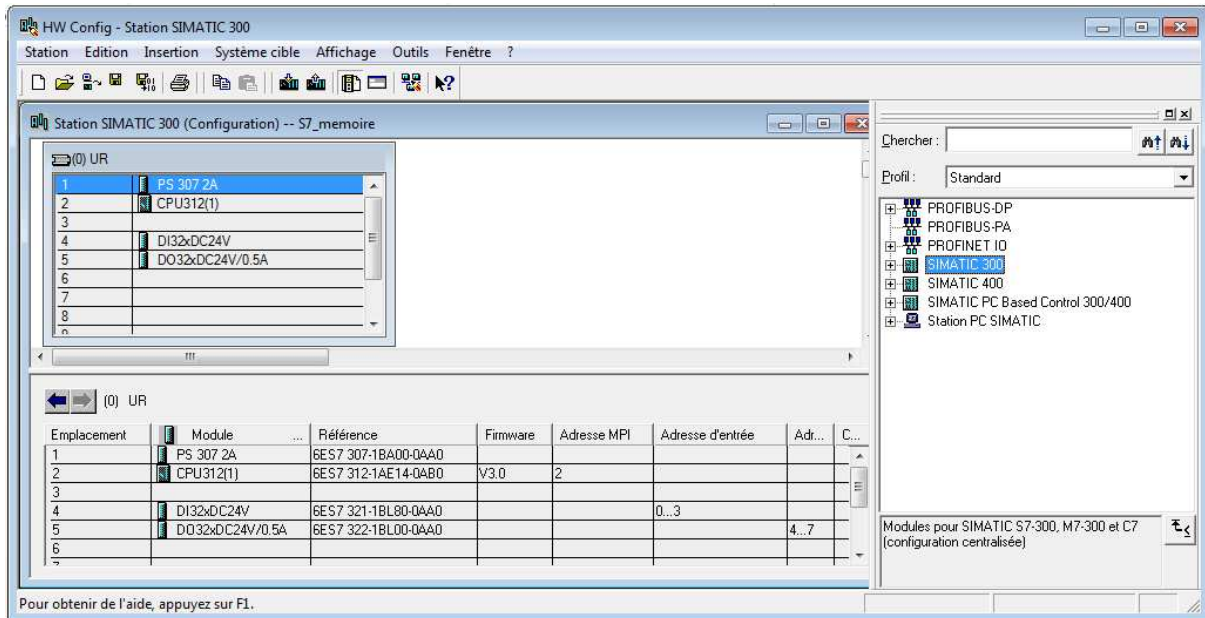 HW Config - Station SIMATIC 300
Station Edition Insertion Système cible Affichage Outils Fenêtre ?
Station SIMATIC 300 (Configuration) -- S7_memoire
(0) UR
1 PS 307 2A
2 CPU312(1)
3
4 DI32xDC24V
5 DO32xDC24V/0.5A
6
7
8
Chercher :
Profil : Standard
PROFIBUS-DP
PROFIBUS-PA
PROFINET IO
SIMATIC 300
SIMATIC 400
SIMATIC PC Based Control 300/400
Station PC SIMATIC
(0) UR
Emplacement Module ... Référence Firmware Adresse MPI Adresse d'entrée Adr... C...
1 PS 307 2A 6ES7 307-1BA00-0AA0
2 CPU312(1) 6ES7 312-1AE14-0AB0 V3.0 2
3
4 DI32xDC24V 6ES7 321-1BL80-0AA0 0...3
5 DO32xDC24V/0.5A 6ES7 322-1BL00-0AA0 4...7
6
Modules pour SIMATIC S7-300, M7-300 et C7
(configuration centralisée)
Pour obtenir de l'aide, appuyez sur F1.